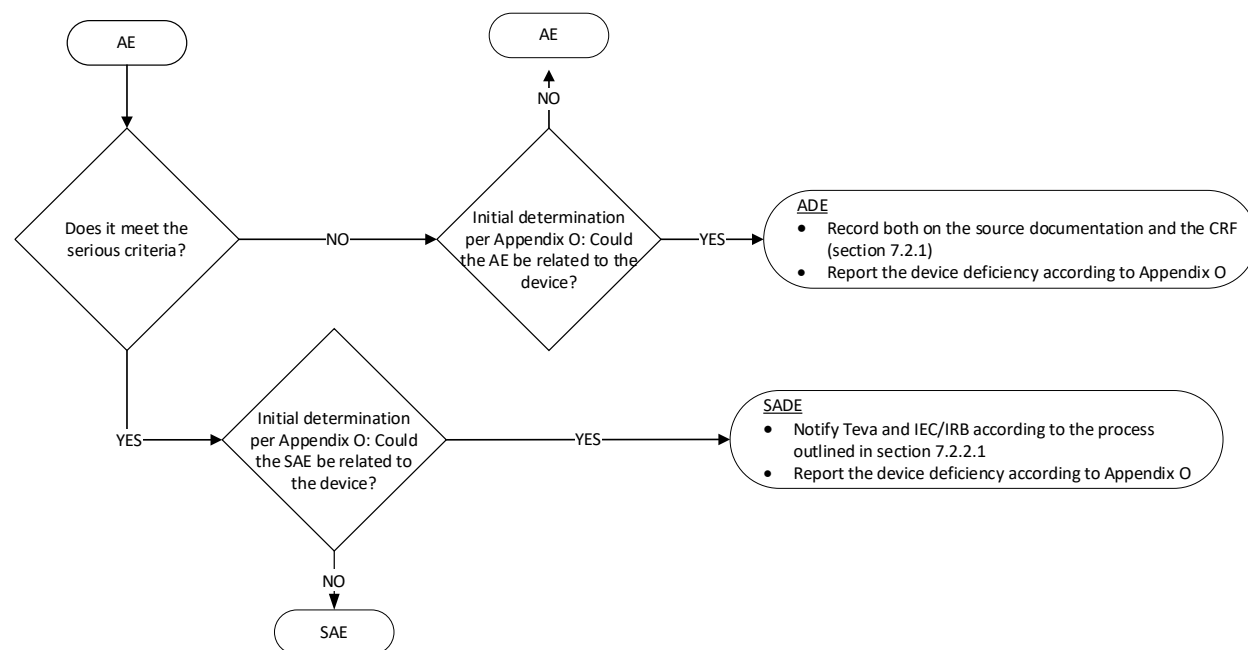 AE
AE
NO
Does it meet the
serious criteria?
NO
Initial determination
per Appendix O: Could
the AE be related to the
device?
YES
ADE
• Record both on the source documentation and the CRF
(section 7.2.1)
• Report the device deficiency according to Appendix O
YES
Initial determination
per Appendix O: Could
the SAE be related to
the device?
YES
SADE
• Notify Teva and IEC/IRB according to the process
outlined in section 7.2.2.1
• Report the device deficiency according to Appendix O
NO
SAE